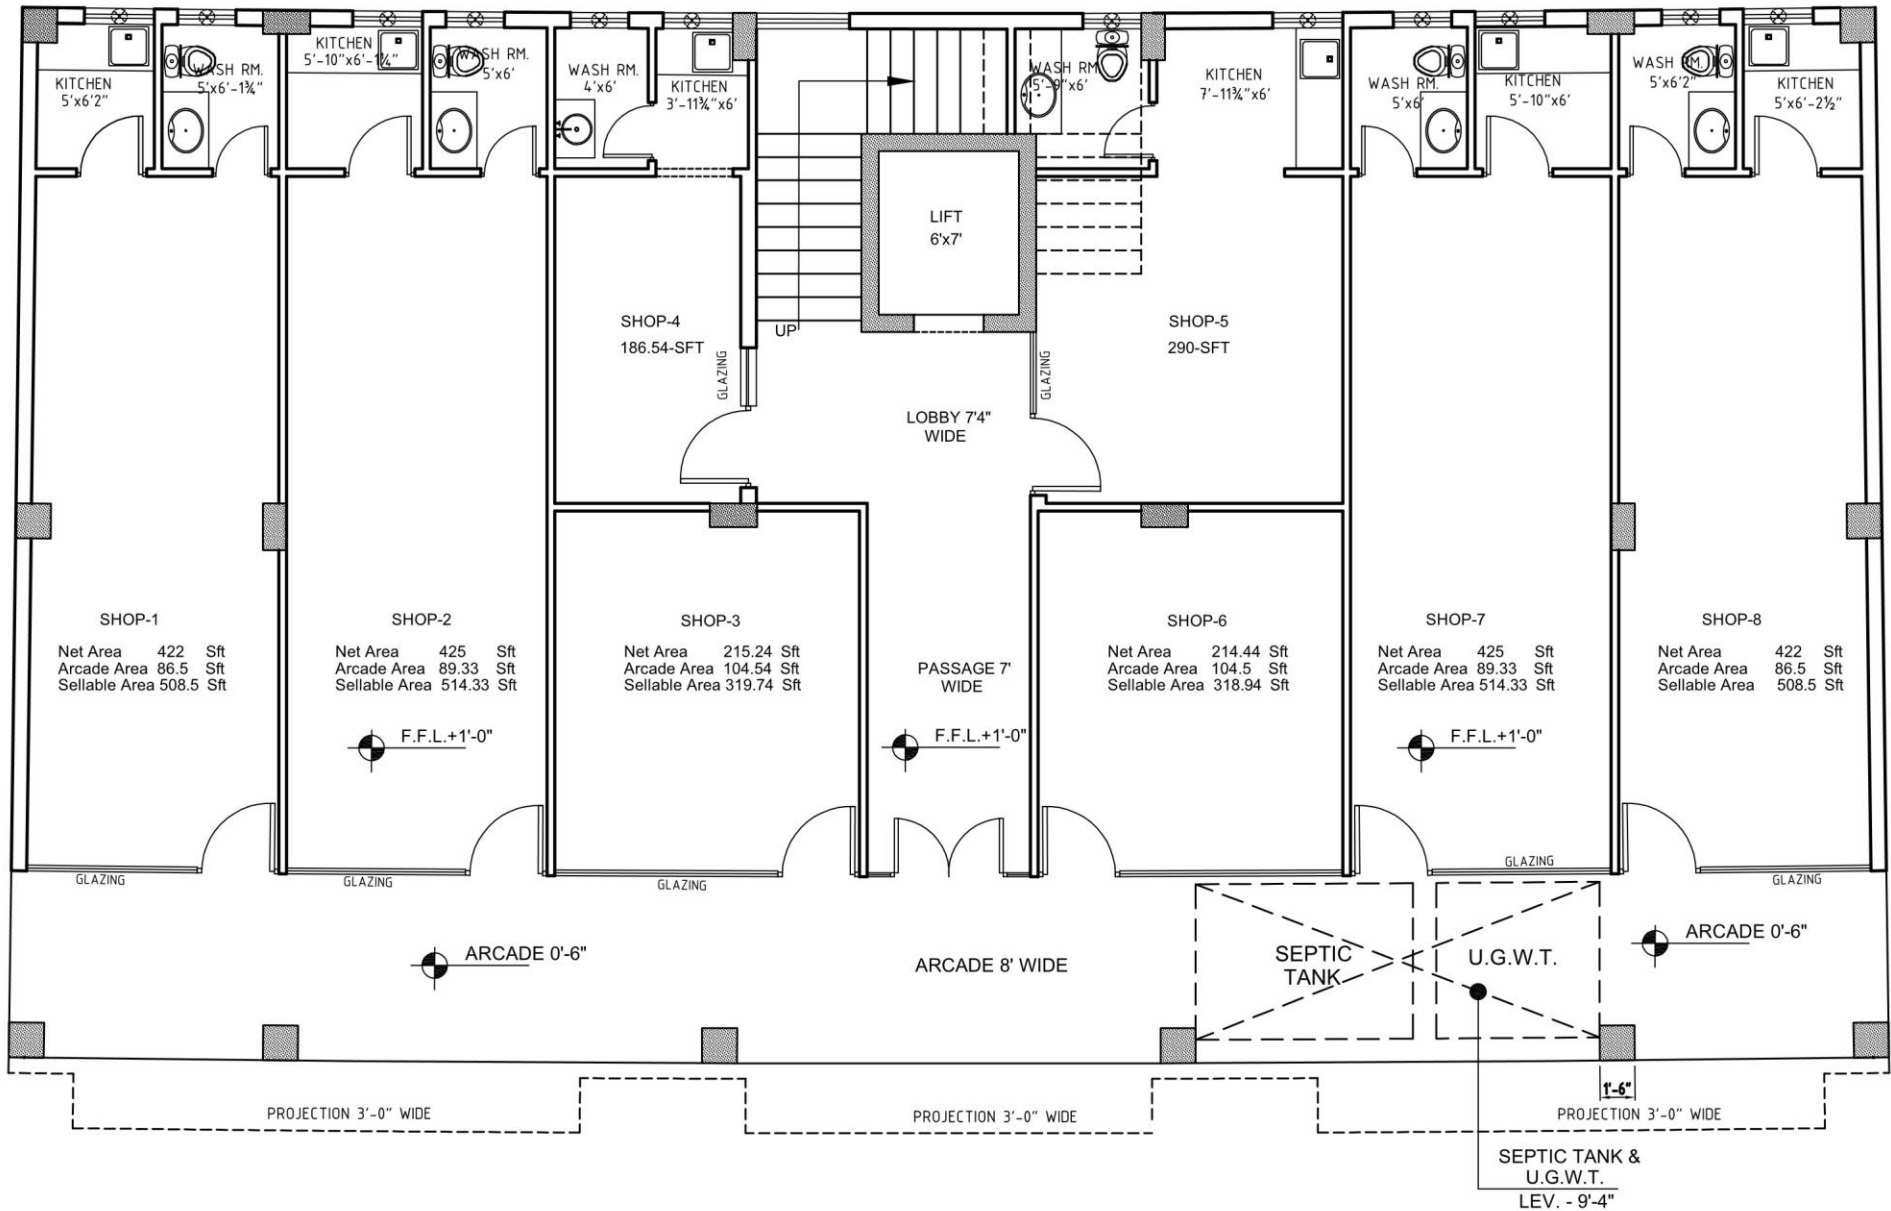 KITCHEN
5'x6'2"
WASH RM.
5'x6'-1¾"
KITCHEN
5'-10"x6'-1¼"
WASH RM.
5'x6'
WASH RM.
4'x6'
KITCHEN
3'-11¾"x6'
WASH RM.
5'-9"x6'
KITCHEN
7'-11¾"x6'
WASH RM.
5'x6'
KITCHEN
5'-10"x6'
WASH RM.
5'x6'2"
KITCHEN
5'x6'-2½"
LIFT
6'x7'
UP
SHOP-4
186.54-SFT
GLAZING
SHOP-5
290-SFT
GLAZING
LOBBY 7'4"
WIDE
SHOP-1
Net Area 422 Sft
Arcade Area 86.5 Sft
Sellable Area 508.5 Sft
SHOP-2
Net Area 425 Sft
Arcade Area 89.33 Sft
Sellable Area 514.33 Sft
F.F.L.+1'-0"
SHOP-3
Net Area 215.24 Sft
Arcade Area 104.54 Sft
Sellable Area 319.74 Sft
PASSAGE 7'
WIDE
F.F.L.+1'-0"
SHOP-6
Net Area 214.44 Sft
Arcade Area 104.5 Sft
Sellable Area 318.94 Sft
SHOP-7
Net Area 425 Sft
Arcade Area 89.33 Sft
Sellable Area 514.33 Sft
F.F.L.+1'-0"
SHOP-8
Net Area 422 Sft
Arcade Area 86.5 Sft
Sellable Area 508.5 Sft
GLAZING
GLAZING
GLAZING
GLAZING
GLAZING
ARCADE 0'-6"
ARCADE 8' WIDE
SEPTIC
TANK
U.G.W.T.
ARCADE 0'-6"
1'-6"
PROJECTION 3'-0" WIDE
PROJECTION 3'-0" WIDE
PROJECTION 3'-0" WIDE
SEPTIC TANK &
U.G.W.T.
LEV. - 9'-4"